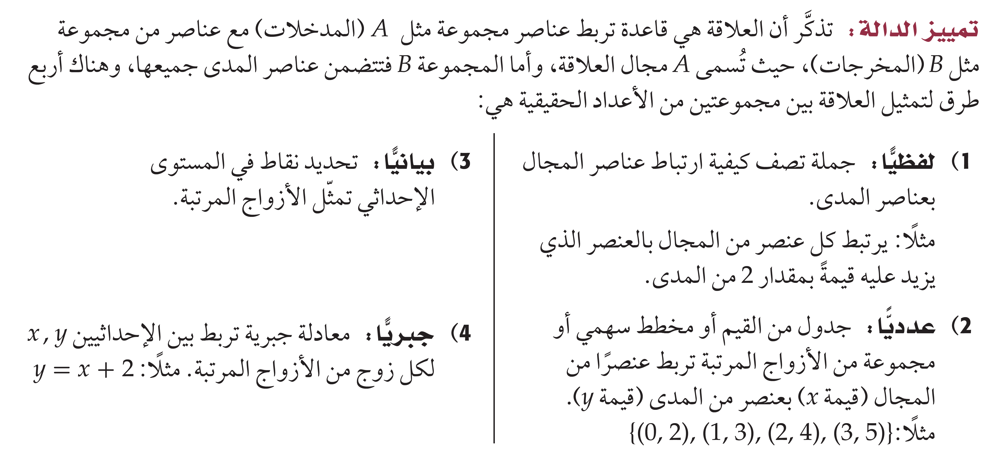 تمييز الدالة: تذكَّر أن العلاقة هي قاعدة تربط عناصر مجموعة مثل A (المدخلات) مع عناصر من مجموعة
مثل B (المخرجات)، حيث تُسمى A مجال العلاقة، وأما المجموعة B فتتضمن عناصر المدى جميعها، وهناك أربع
طرق لتمثيل العلاقة بين مجموعتين من الأعداد الحقيقية هي:
1) لفظيًّا: جملة تصف كيفية ارتباط عناصر المجال
بعناصر المدى.
مثلًا: يرتبط كل عنصر من المجال بالعنصر الذي
يزيد عليه قيمةً بمقدار 2 من المدى.
2) عدديًّا: جدول من القيم أو مخطط سهمي أو
مجموعة من الأزواج المرتبة تربط عنصرًا من
المجال (قيمة x) بعنصر من المدى (قيمة y).
مثلًا: {(0, 2), (1, 3), (2, 4), (3, 5)}
3) بيانيًّا: تحديد نقاط في المستوى
الإحداثي تمثّل الأزواج المرتبة.
4) جبريًّا: معادلة جبرية تربط بين الإحداثيين x , y
لكل زوج من الأزواج المرتبة. مثلًا: y = x + 2